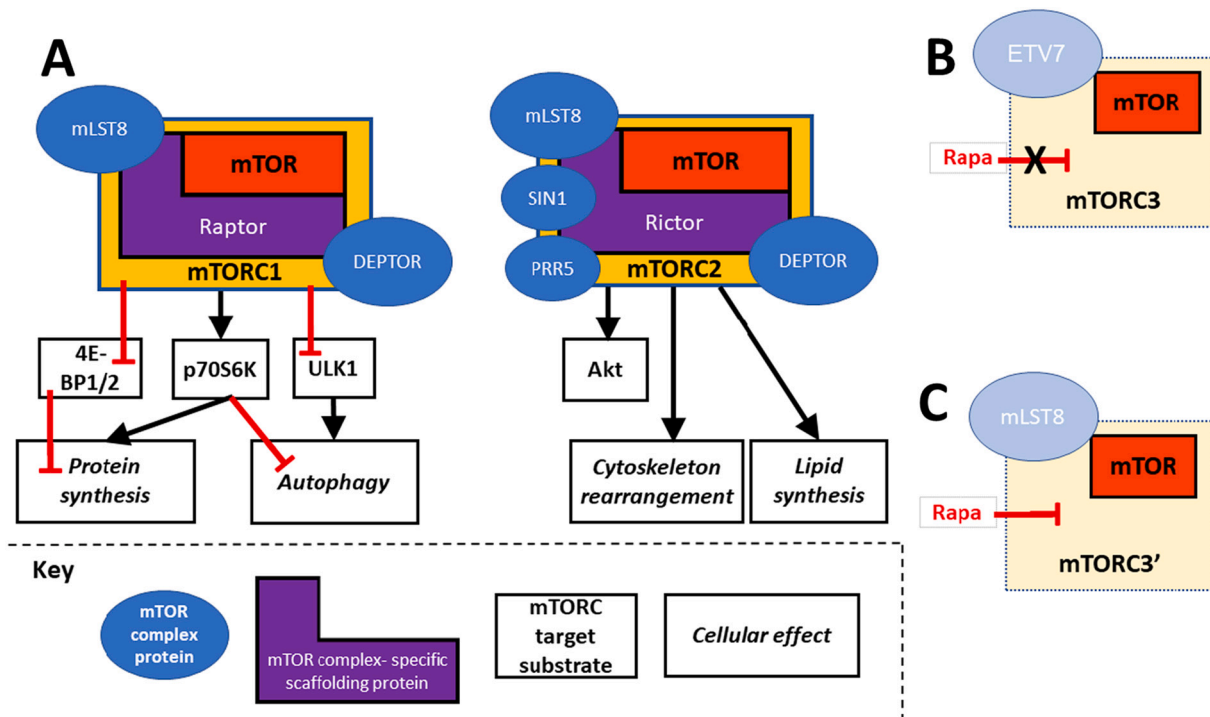 A
mLST8
mTOR
Raptor
mTORC1
DEPTOR
4E-
BP1/2
p70S6K
ULK1
Protein
synthesis
Autophagy
mLST8
mTOR
SIN1
Rictor
PRR5
mTORC2
DEPTOR
Akt
Cytoskeleton
rearrangement
Lipid
synthesis
B
ETV7
mTOR
Rapa
X
mTORC3
C
mLST8
mTOR
Rapa
mTORC3’
Key
mTOR
complex
protein
mTOR complex- specific
scaffolding protein
mTORC
target
substrate
Cellular effect